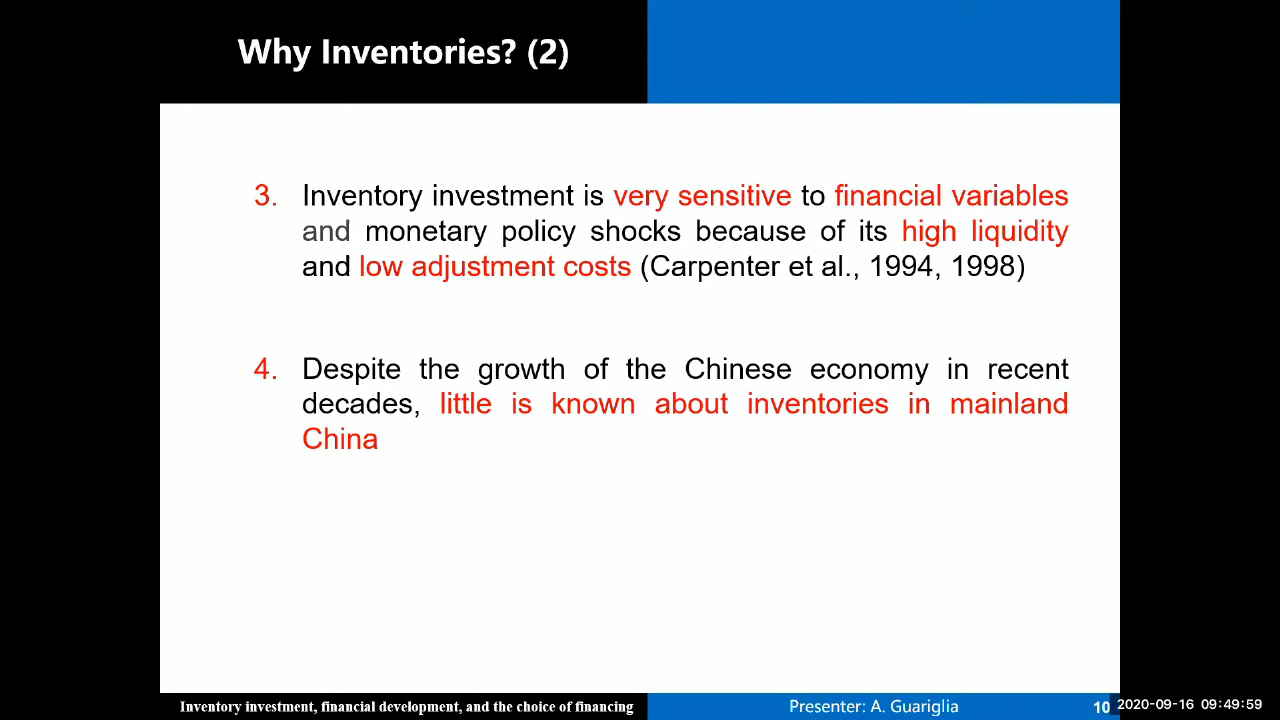 Why Inventories? (2)
3. Inventory investment is very sensitive to financial variables
and monetary policy shocks because of its high liquidity
and low adjustment costs (Carpenter et al., 1994, 1998)
4. Despite the growth of the Chinese economy in recent
decades, little is known about inventories in mainland
China
Inventory investment, financial development, and the choice of financing
Presenter: A. Guariglia
10
2020-09-16 09:49:59